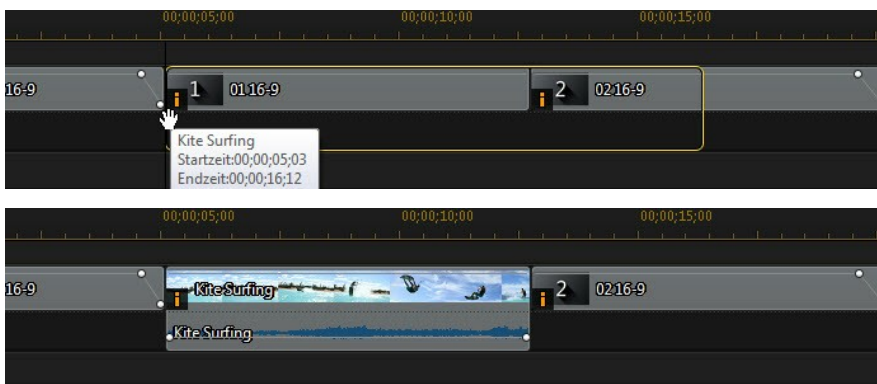 00;00;05;00 00;00;10;00 00;00;15;00
16-9 1 01 16-9 2 02 16-9
Kite Surfing
Startzeit:00;00;05;03
Endzeit:00;00;16;12
00;00;05;00 00;00;10;00 00;00;15;00
16-9 Kite Surfing 2 02 16-9
Kite Surfing